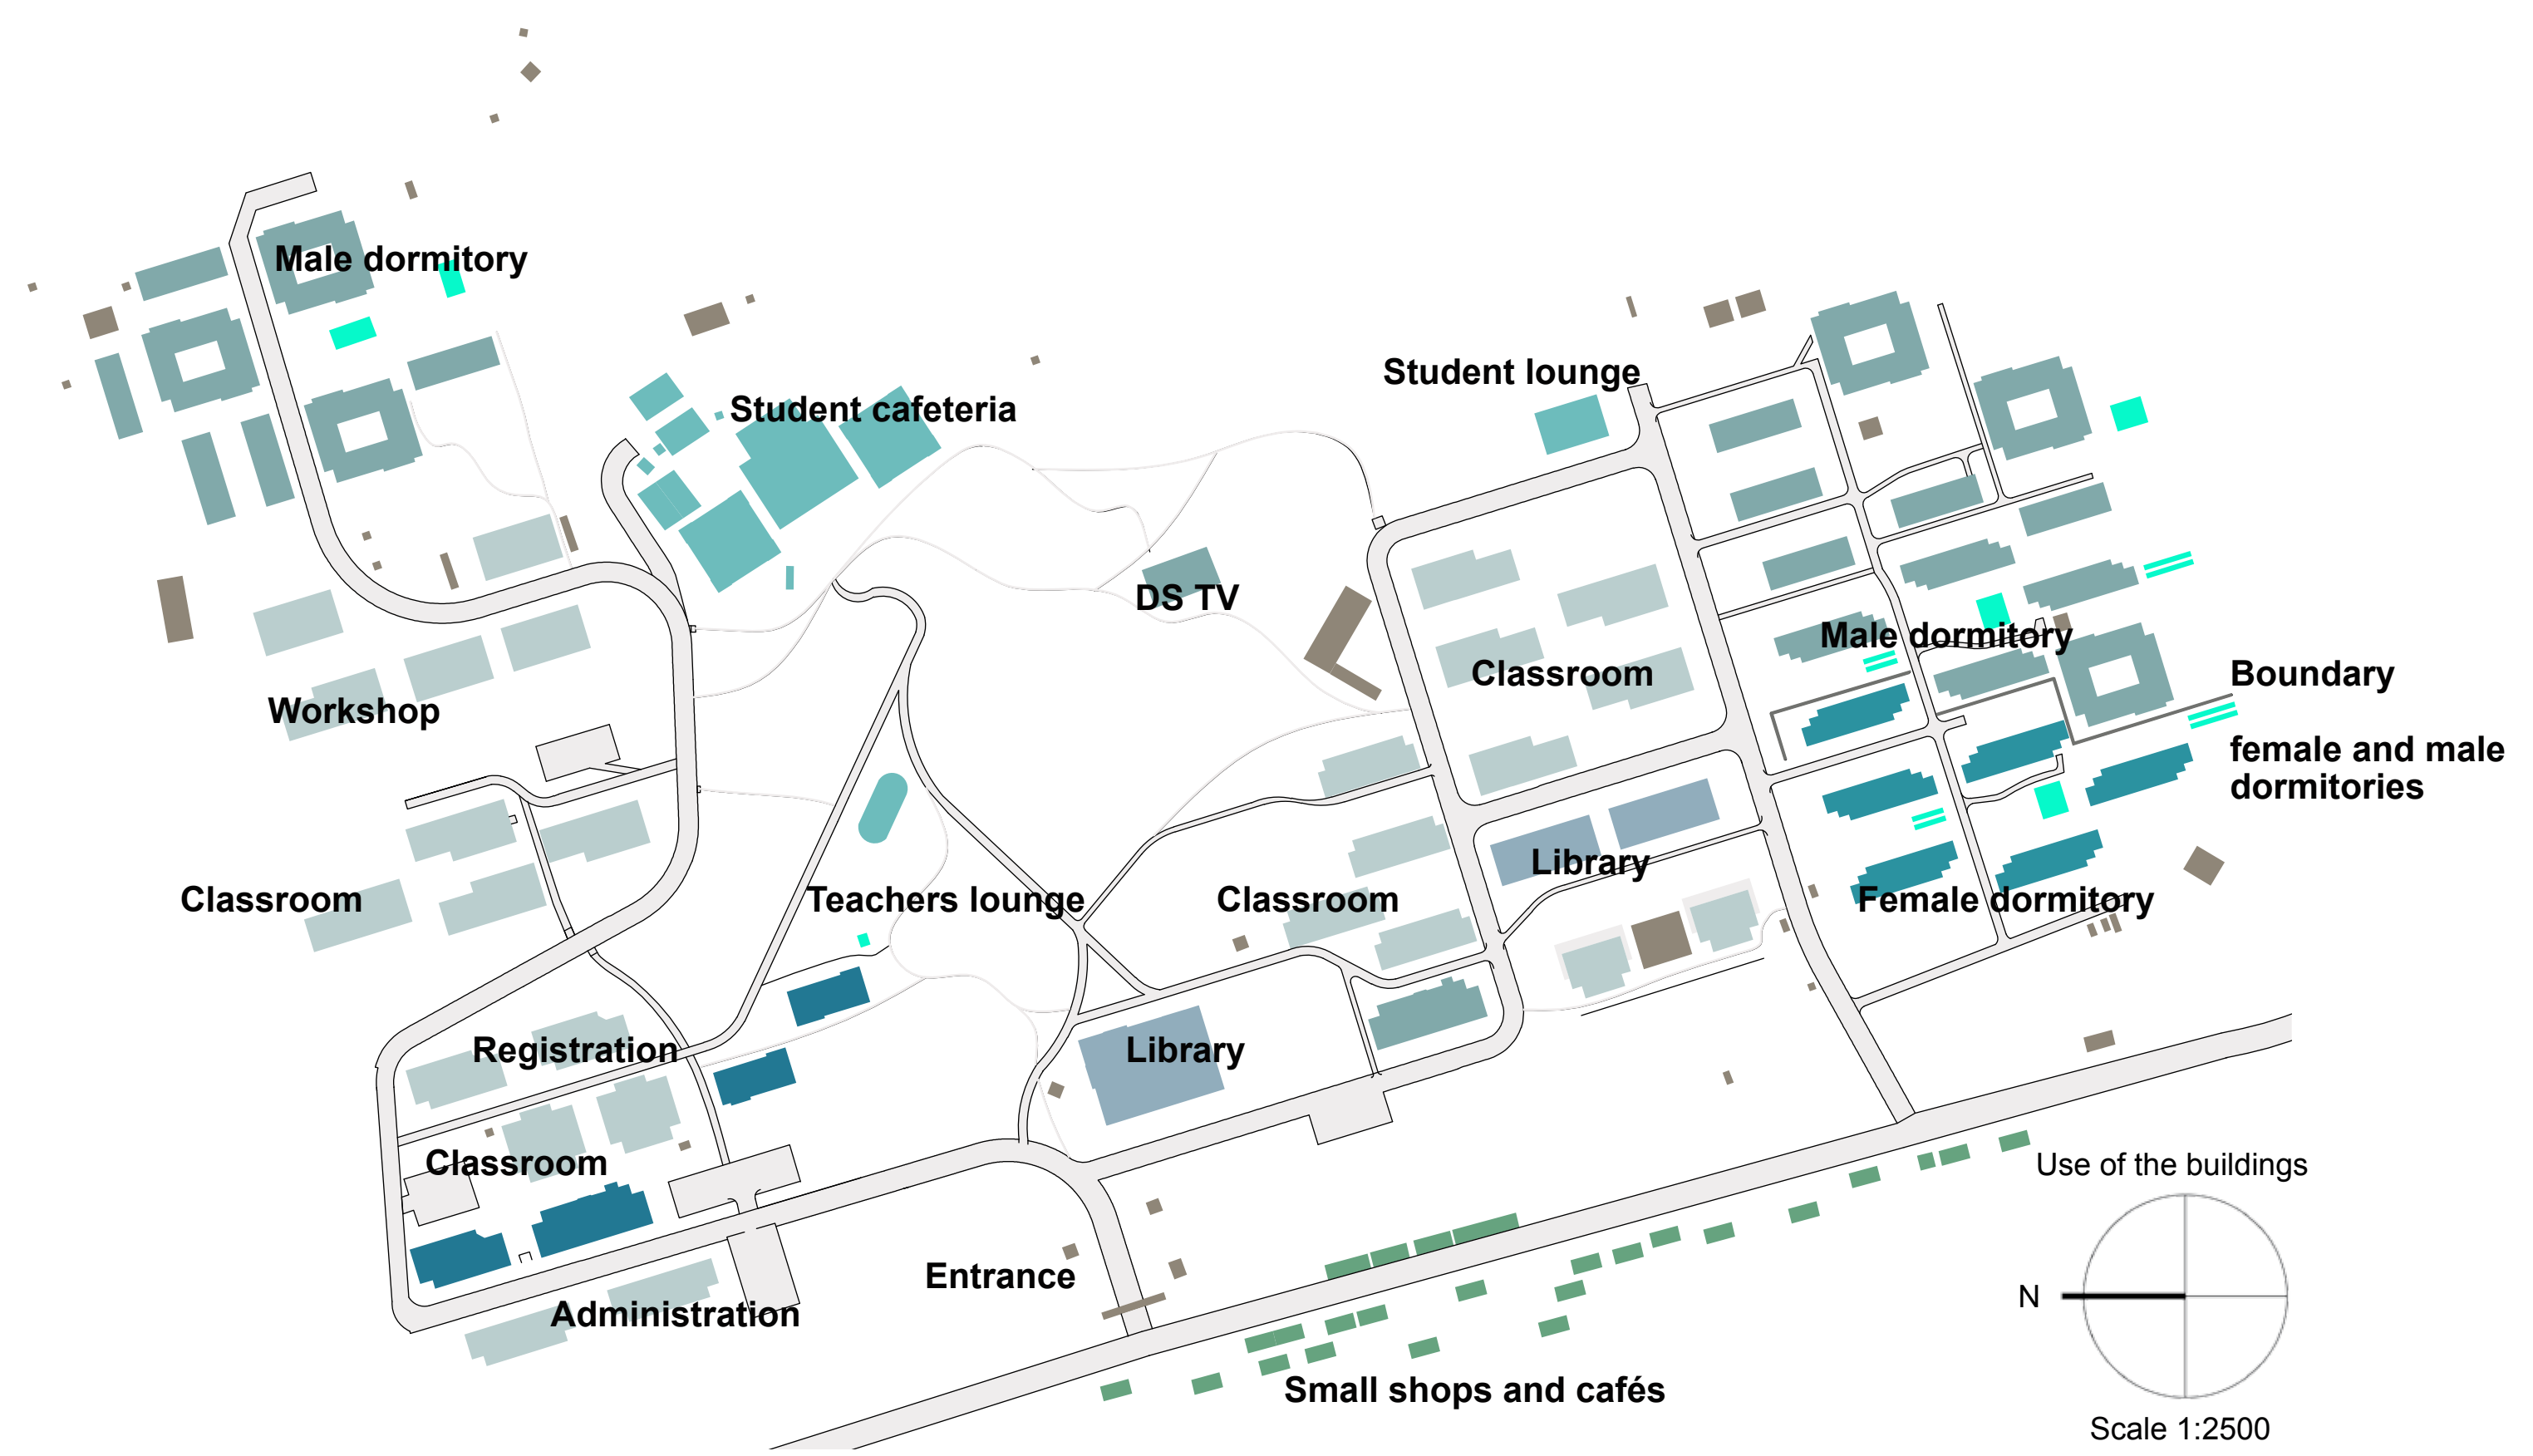 Male dormitory
Student lounge
Student cafeteria
DS TV
Male dormitory
Classroom
Boundary
Workshop
female and male
dormitories
Library
Classroom
Teachers lounge
Classroom
Female dormitory
Registration
Library
Classroom
Use of the buildings
Entrance
N
Administration
Small shops and cafés
Scale 1:2500